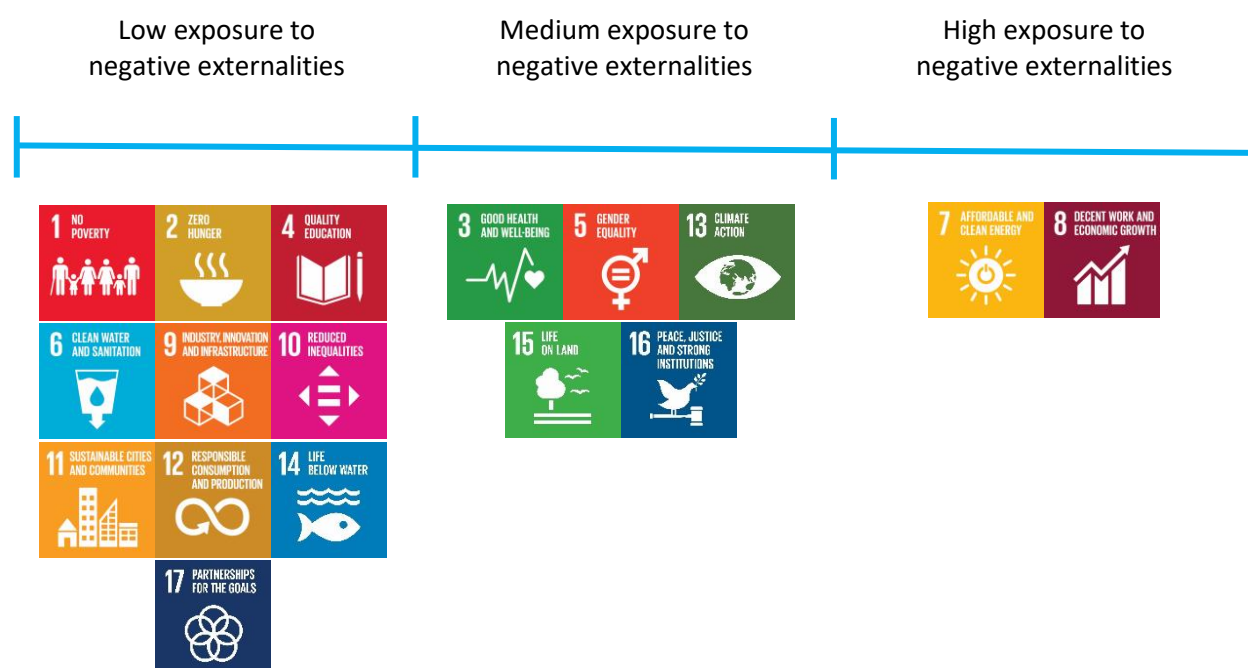 Low exposure to
negative externalities
Medium exposure to
negative externalities
High exposure to
negative externalities
1 NO
POVERTY
2 ZERO
HUNGER
4 QUALITY
EDUCATION
6 CLEAN WATER
AND SANITATION
9 INDUSTRY, INNOVATION
AND INFRASTRUCTURE
10 REDUCED
INEQUALITIES
11 SUSTAINABLE CITIES
AND COMMUNITIES
12 RESPONSIBLE
CONSUMPTION
AND PRODUCTION
14 LIFE
BELOW WATER
17 PARTNERSHIPS
FOR THE GOALS
3 GOOD HEALTH
AND WELL-BEING
5 GENDER
EQUALITY
13 CLIMATE
ACTION
15 LIFE
ON LAND
16 PEACE, JUSTICE
AND STRONG
INSTITUTIONS
7 AFFORDABLE AND
CLEAN ENERGY
8 DECENT WORK AND
ECONOMIC GROWTH